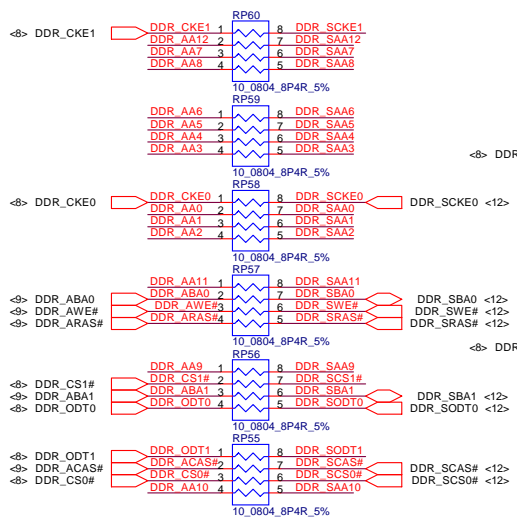 RP60
<8> DDR_CKE1 DDR_CKE1 1 8 DDR_SCKE1
DDR_AA12 2 7 DDR_SAA12
DDR_AA7 3 6 DDR_SAA7
DDR_AA8 4 5 DDR_SAA8
10_0804_8P4R_5%
RP59
DDR_AA6 1 8 DDR_SAA6
DDR_AA5 2 7 DDR_SAA5
DDR_AA4 3 6 DDR_SAA4
DDR_AA3 4 5 DDR_SAA3
<8> DDR
10_0804_8P4R_5%
RP58
<8> DDR_CKE0 DDR_CKE0 1 8 DDR_SCKE0 DDR_SCKE0 <12>
DDR_AA0 2 7 DDR_SAA0
DDR_AA1 3 6 DDR_SAA1
DDR_AA2 4 5 DDR_SAA2
10_0804_8P4R_5%
RP57
DDR_AA11 1 8 DDR_SAA11
<9> DDR_ABA0 DDR_ABA0 2 7 DDR_SBA0 DDR_SBA0 <12>
<9> DDR_AWE# DDR_AWE# 3 6 DDR_SWE# DDR_SWE# <12>
<9> DDR_ARAS# DDR_ARAS# 4 5 DDR_SRAS# DDR_SRAS# <12>
10_0804_8P4R_5%
<8> DDR
RP56
DDR_AA9 1 8 DDR_SAA9
<8> DDR_CS1# DDR_CS1# 2 7 DDR_SCS1#
<9> DDR_ABA1 DDR_ABA1 3 6 DDR_SBA1 DDR_SBA1 <12>
<8> DDR_ODT0 DDR_ODT0 4 5 DDR_SODT0 DDR_SODT0 <12>
10_0804_8P4R_5%
RP55
<8> DDR_ODT1 DDR_ODT1 1 8 DDR_SODT1
<9> DDR_ACAS# DDR_ACAS# 2 7 DDR_SCAS# DDR_SCAS# <12>
<8> DDR_CS0# DDR_CS0# 3 6 DDR_SCS0# DDR_SCS0# <12>
DDR_AA10 4 5 DDR_SAA10
10_0804_8P4R_5%